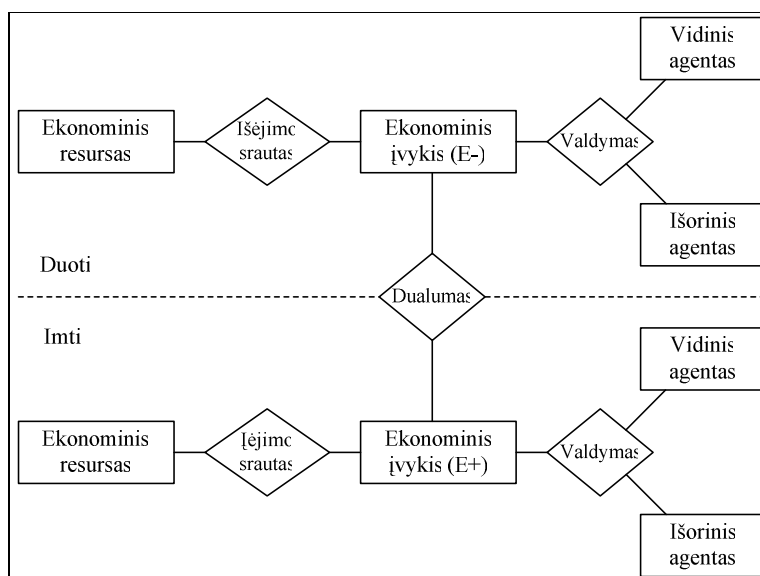 Vidinis
agentas
Ekonominis
resursas
Išėjimo
srautas
Ekonominis
įvykis (E-)
Valdymas
Išorinis
agentas
Duoti
Dualumas
Imti
Vidinis
agentas
Ekonominis
resursas
Įėjimo
srautas
Ekonominis
įvykis (E+)
Valdymas
Išorinis
agentas